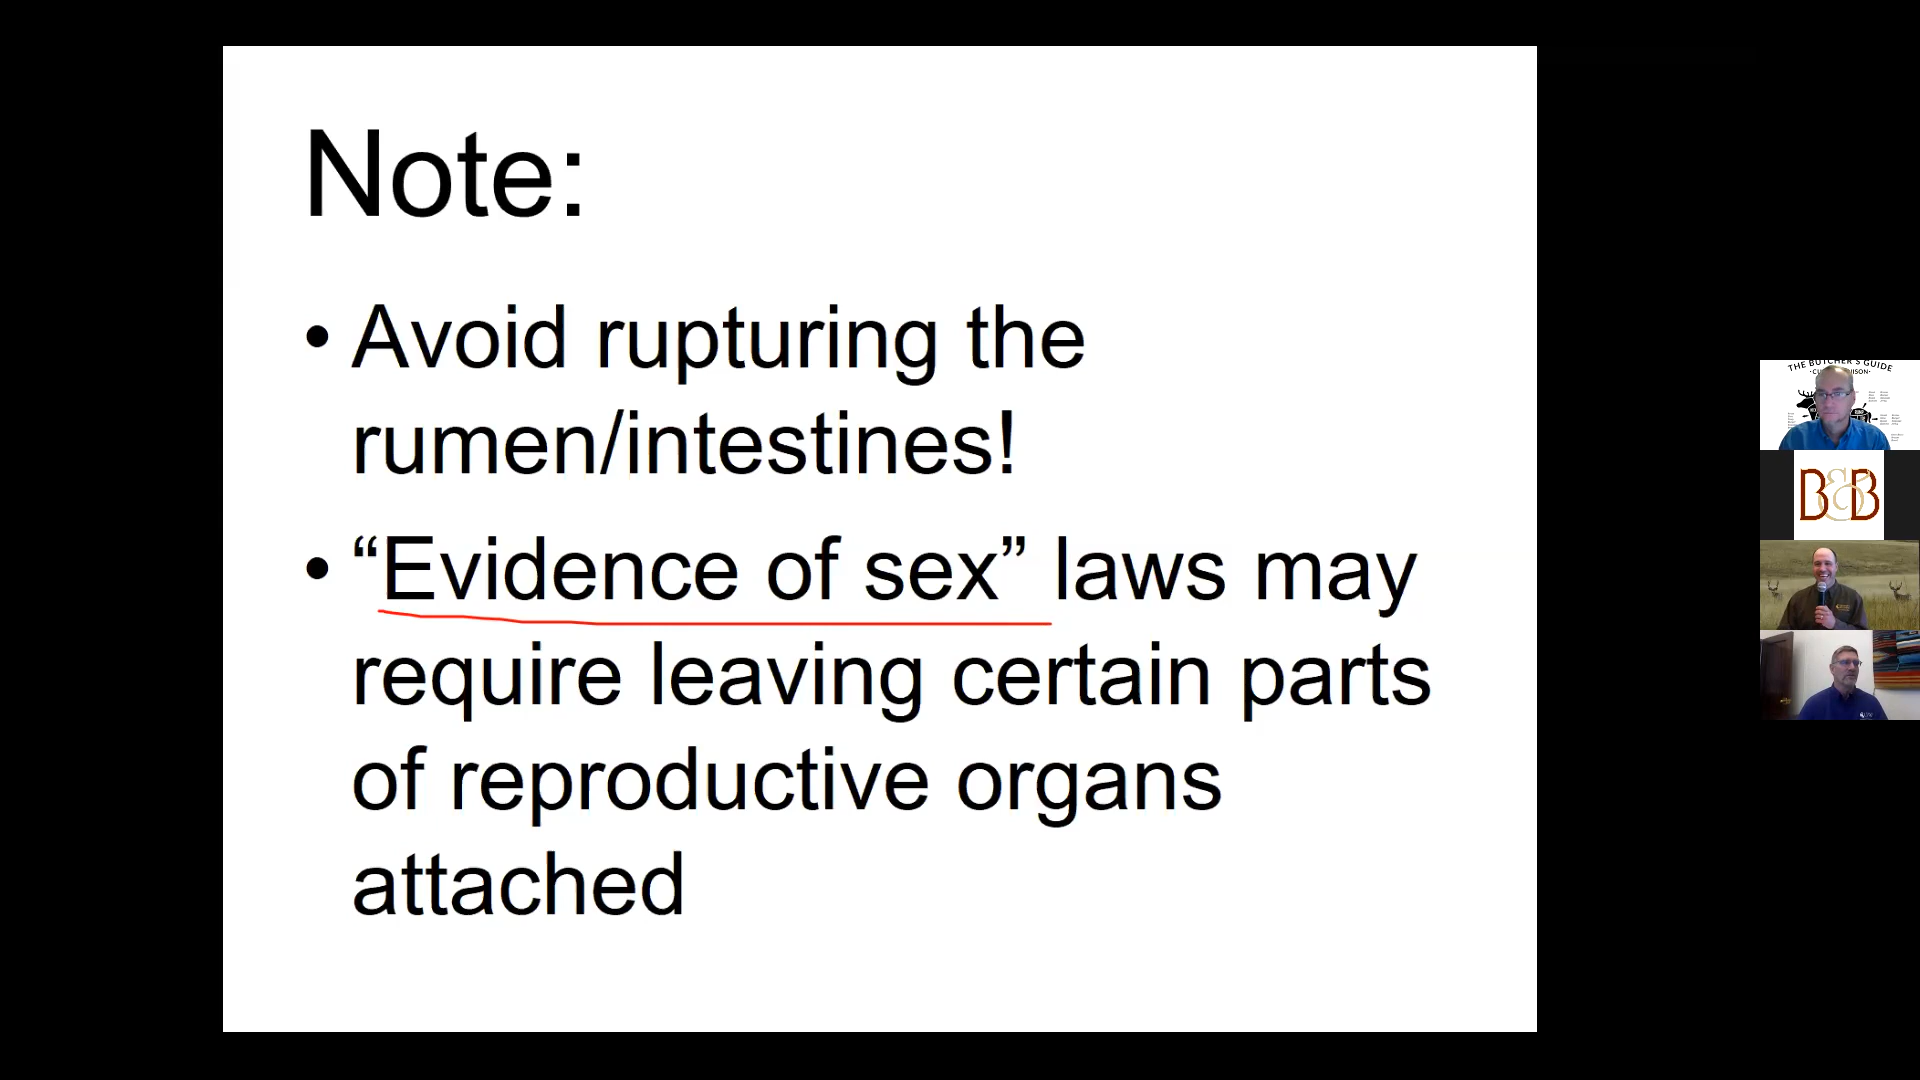 Note:
• Avoid rupturing the
rumen/intestines!
• “Evidence of sex” laws may
require leaving certain parts
of reproductive organs
attached
THE BUTCHER'S GUIDE
B&B